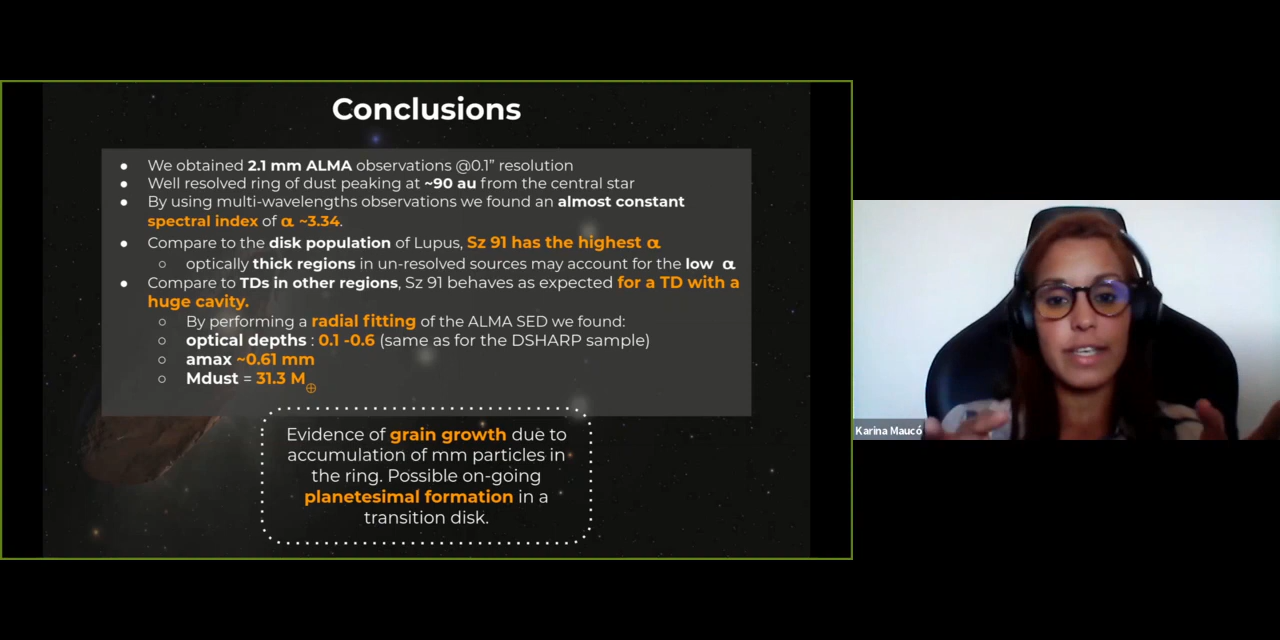 Conclusions
● We obtained 2.1 mm ALMA observations @0.1” resolution
● Well resolved ring of dust peaking at ~90 au from the central star
● By using multi-wavelengths observations we found an almost constant
spectral index of α ~3.34.
● Compare to the disk population of Lupus, Sz 91 has the highest α
○ optically thick regions in un-resolved sources may account for the low α
● Compare to TDs in other regions, Sz 91 behaves as expected for a TD with a
huge cavity.
○ By performing a radial fitting of the ALMA SED we found:
○ optical depths : 0.1 -0.6 (same as for the DSHARP sample)
○ amax ~0.61 mm
○ Mdust = 31.3 M⊕
Evidence of grain growth due to
accumulation of mm particles in
the ring. Possible on-going
planetesimal formation in a
transition disk.
Karina Maucó